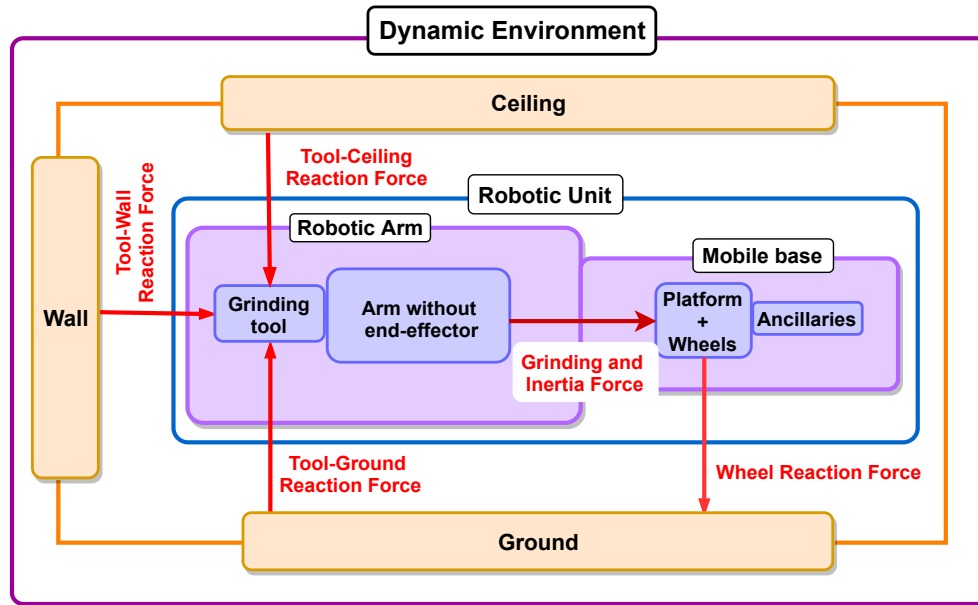 Dynamic Environment
Ceiling
Tool-Ceiling
Reaction Force
Tool-Wall
Reaction Force
Robotic Unit
Robotic Arm
Mobile base
Wall
Grinding
tool
Arm without
end-effector
Platform
+
Wheels
Ancillaries
Grinding and
Inertia Force
Tool-Ground
Reaction Force
Wheel Reaction Force
Ground